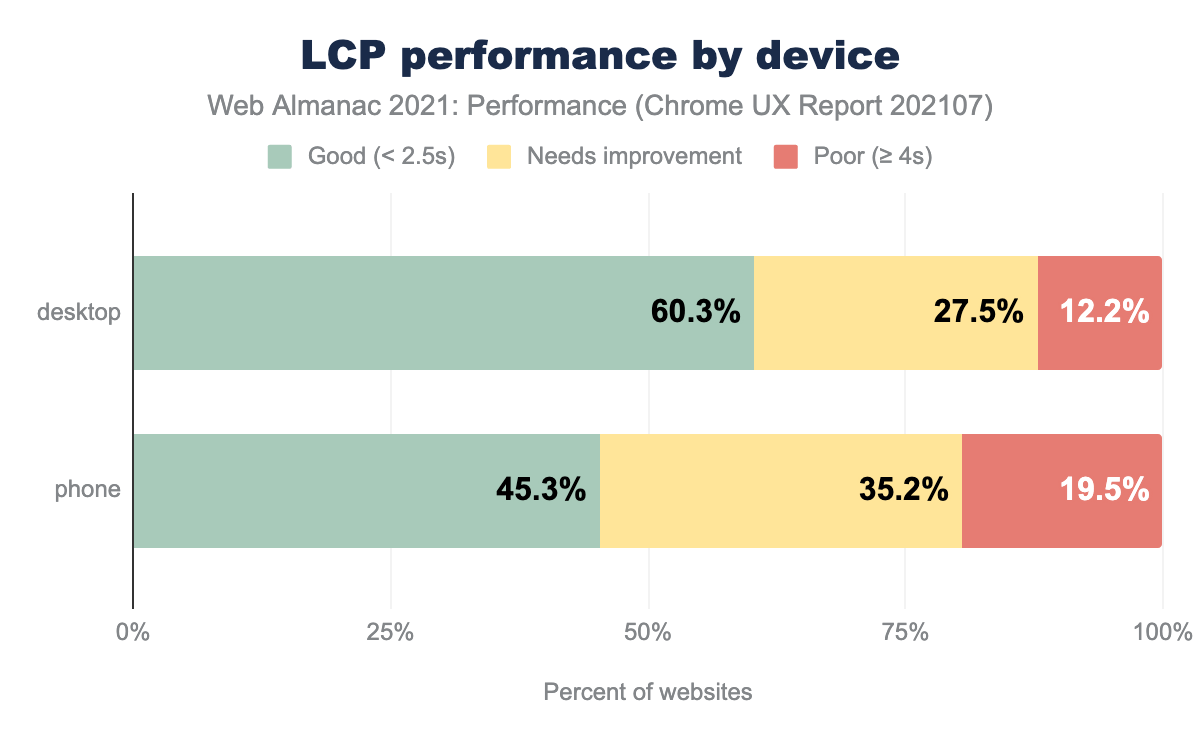 LCP performance by device
Web Almanac 2021: Performance (Chrome UX Report 202107)
Good (< 2.5s) Needs improvement Poor (≥ 4s)
desktop 60.3% 27.5% 12.2%
phone 45.3% 35.2% 19.5%
0% 25% 50% 75% 100%
Percent of websites